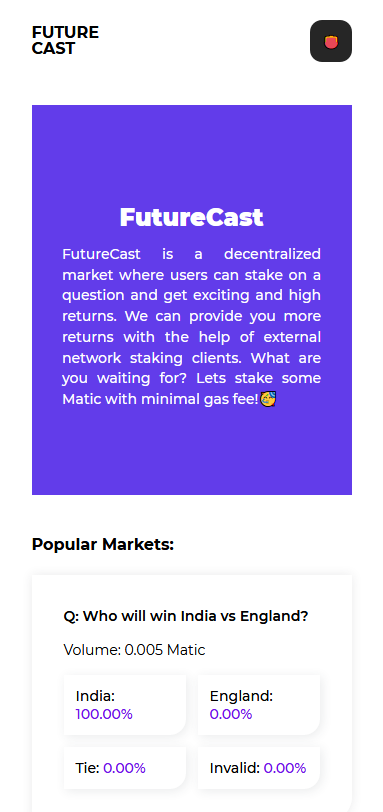 FUTURE
CAST
FutureCast
FutureCast is a decentralized
market where users can stake on a
question and get exciting and high
returns. We can provide you more
returns with the help of external
network staking clients. What are
you waiting for? Lets stake some
Matic with minimal gas fee!🥳
Popular Markets:
Q: Who will win India vs England?
Volume: 0.005 Matic
India:
100.00%
England:
0.00%
Tie: 0.00%
Invalid: 0.00%